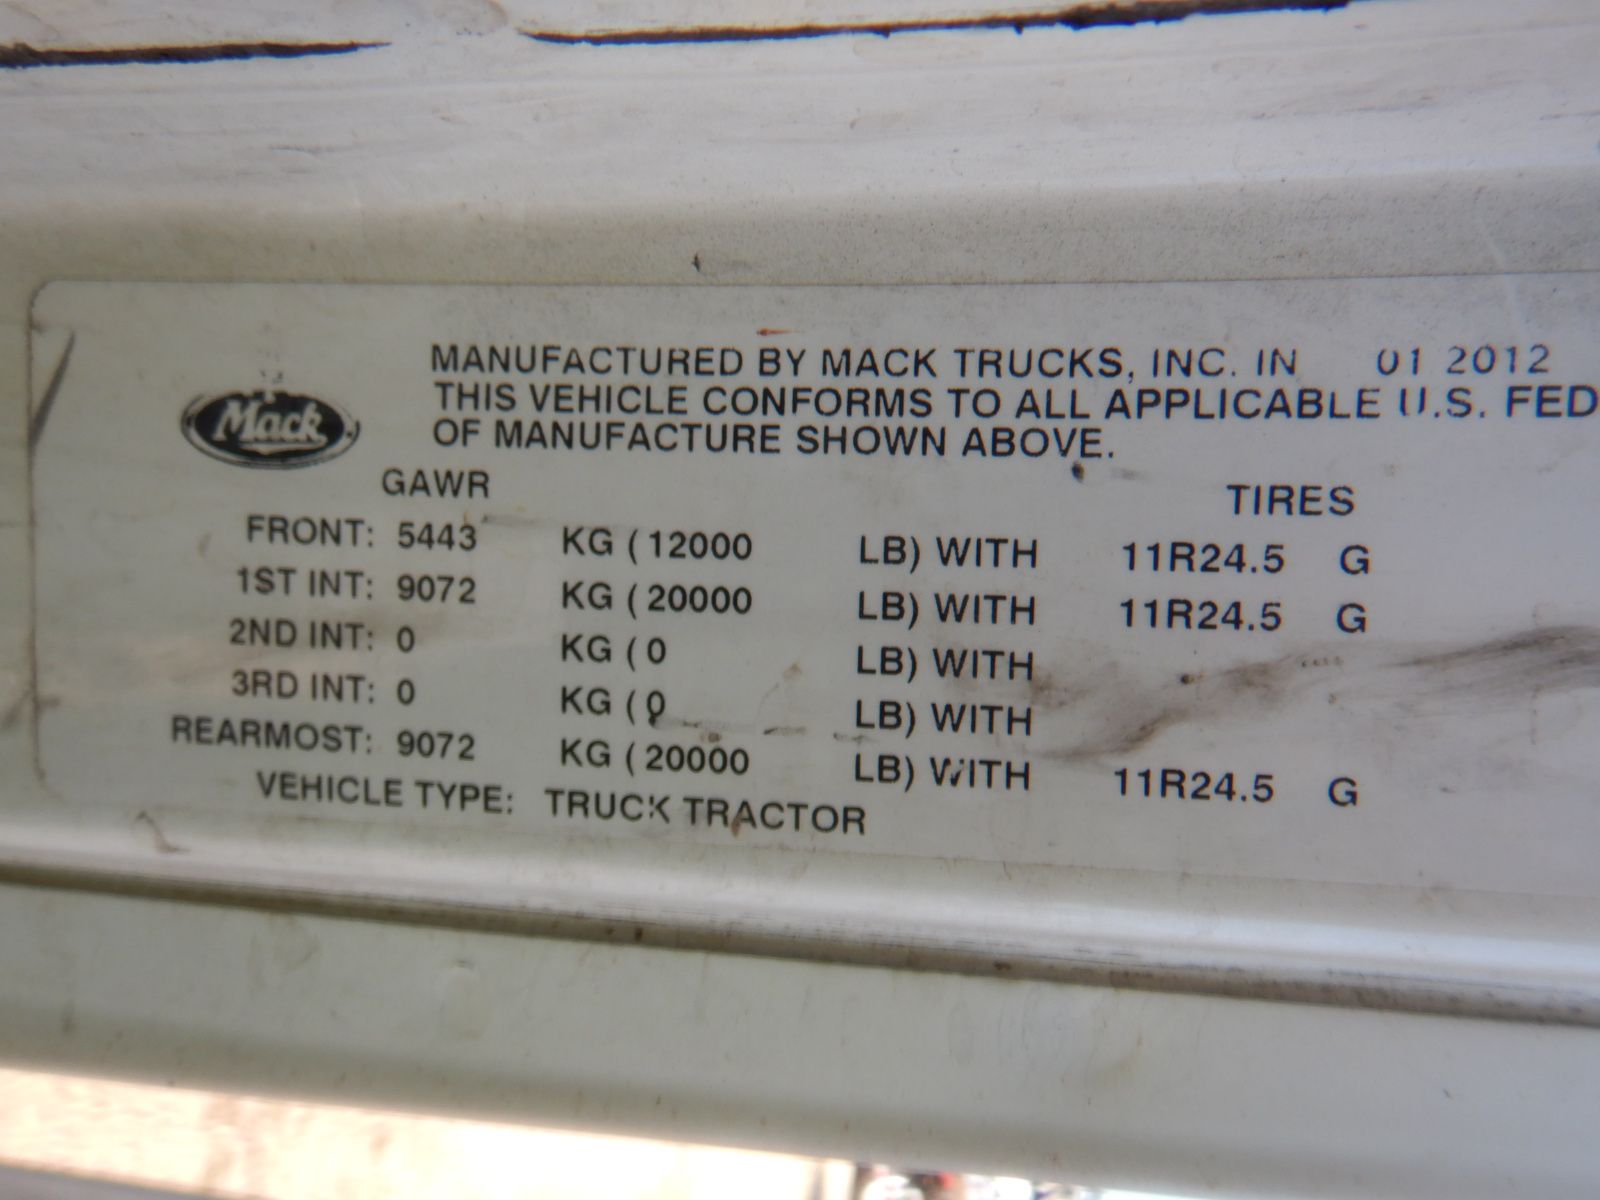 MANUFACTURED BY MACK TRUCKS, INC. IN 01 2012
THIS VEHICLE CONFORMS TO ALL APPLICABLE U.S. FED
OF MANUFACTURE SHOWN ABOVE.
Mack
GAWR TIRES
FRONT: 5443 KG ( 12000 LB) WITH 11R24.5 G
1ST INT: 9072 KG ( 20000 LB) WITH 11R24.5 G
2ND INT: 0 KG ( 0 LB) WITH
3RD INT: 0 KG ( 0 LB) WITH
REARMOST: 9072 KG ( 20000 LB) WITH 11R24.5 G
VEHICLE TYPE: TRUCK TRACTOR